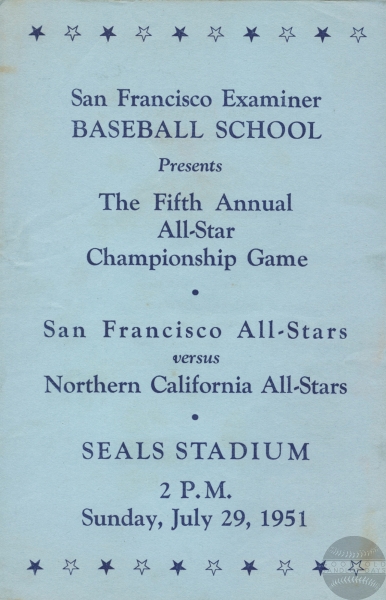 San Francisco Examiner
BASEBALL SCHOOL
Presents
The Fifth Annual
All-Star
Championship Game
•
San Francisco All-Stars
versus
Northern California All-Stars
•
SEALS STADIUM
2 P.M.
Sunday, July 29, 1951